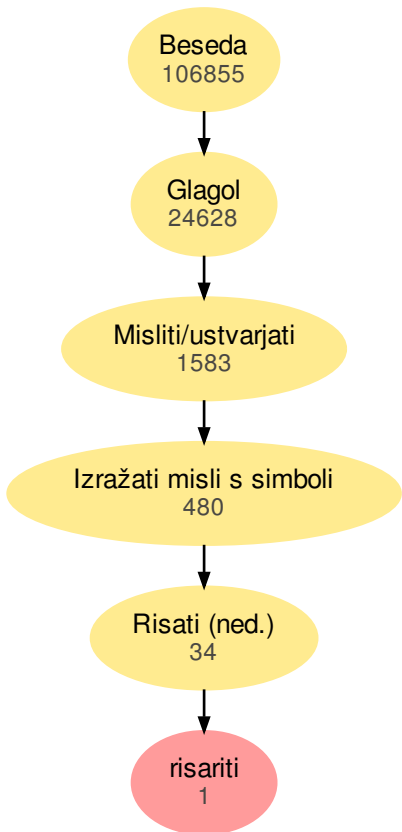 Beseda
106855
Glagol
24628
Misliti/ustvarjati
1583
Izražati misli s simboli
480
Risati (ned.)
34
risariti
1